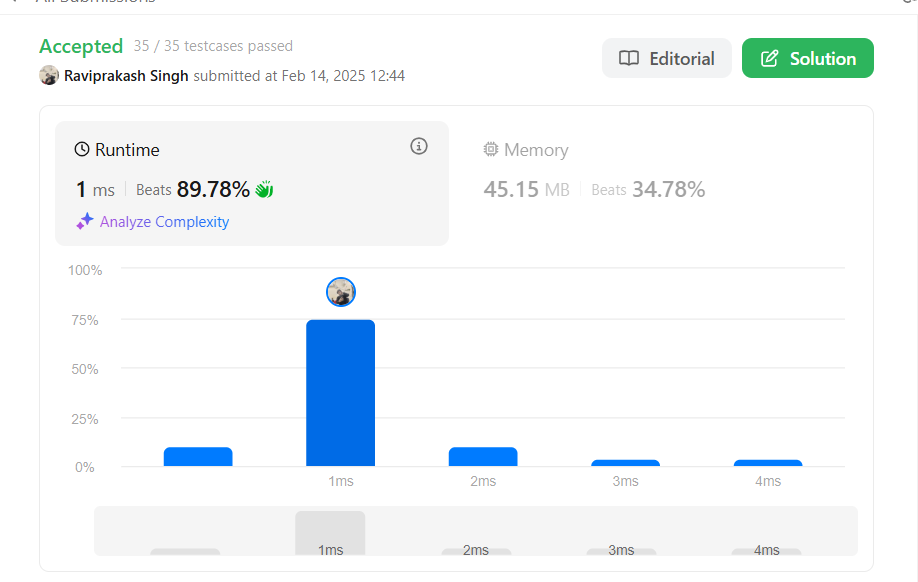 All Submissions
Accepted 35 / 35 testcases passed
Raviprakash Singh submitted at Feb 14, 2025 12:44
Editorial
Solution
Runtime
1 ms Beats 89.78%
Analyze Complexity
Memory
45.15 MB Beats 34.78%
100%
75%
50%
25%
0%
1ms 2ms 3ms 4ms
1ms 2ms 3ms 4ms